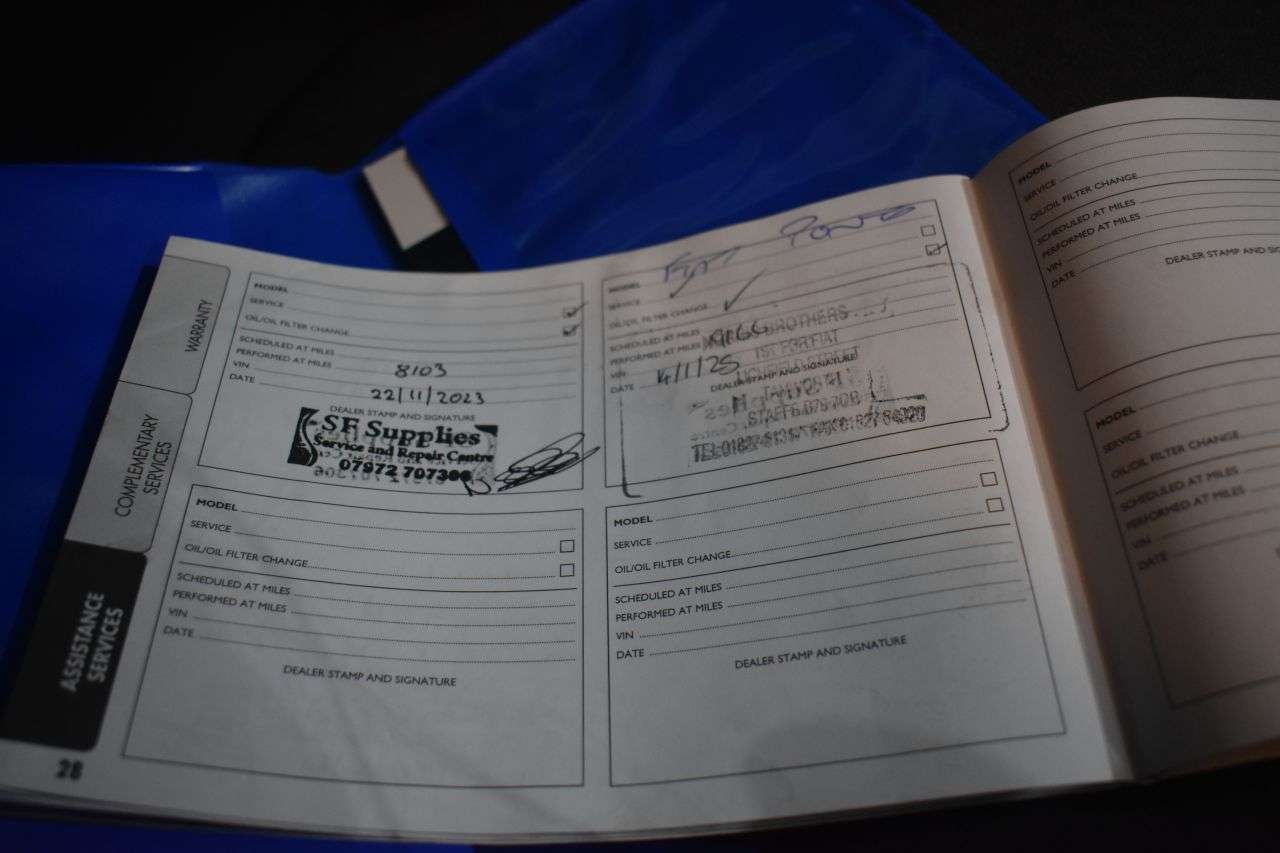 WARRANTY
COMPLEMENTARY
SERVICES
ASSISTANCE
SERVICES
28
MODEL
SERVICE
OIL/OIL FILTER CHANGE
SCHEDULED AT MILES
PERFORMED AT MILES 8103
VIN
DATE 22/11/2023
DEALER STAMP AND SIGNATURE
SF Supplies
Service and Repair Centre
07972 707306
MODEL FIAT PUNTO
SERVICE
OIL/OIL FILTER CHANGE
SCHEDULED AT MILES
PERFORMED AT MILES
VIN
DATE
BROTHERS
1ST FOR FIAT
DEALER STAMP AND SIGNATURE
MODEL
SERVICE
OIL/OIL FILTER CHANGE
SCHEDULED AT MILES
PERFORMED AT MILES
VIN
DATE
DEALER STAMP AND SIGNATURE
MODEL
SERVICE
OIL/OIL FILTER CHANGE
SCHEDULED AT MILES
PERFORMED AT MILES
VIN
DATE
DEALER STAMP AND SIGNATURE
MODEL
SERVICE
OIL/OIL FILTER CHANGE
SCHEDULED AT MILES
PERFORMED AT MILES
VIN
DATE
DEALER STAMP AND
MODEL
SERVICE
OIL/OIL FILTER CHANGE
SCHEDULED AT MILES
PERFORMED AT MILES
VIN
DATE